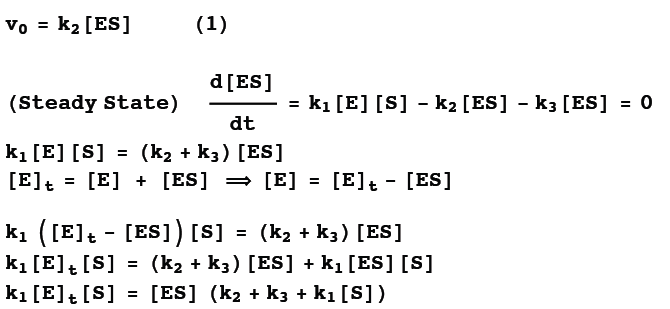 v₀ = k₂[ES] (1)
(Steady State) d[ES]/dt = k₁[E][S] − k₂[ES] − k₃[ES] = 0
k₁[E][S] = (k₂ + k₃)[ES]
[E]ₜ = [E] + [ES] ⟹ [E] = [E]ₜ − [ES]
k₁([E]ₜ − [ES])[S] = (k₂ + k₃)[ES]
k₁[E]ₜ[S] = (k₂ + k₃)[ES] + k₁[ES][S]
k₁[E]ₜ[S] = [ES](k₂ + k₃ + k₁[S])